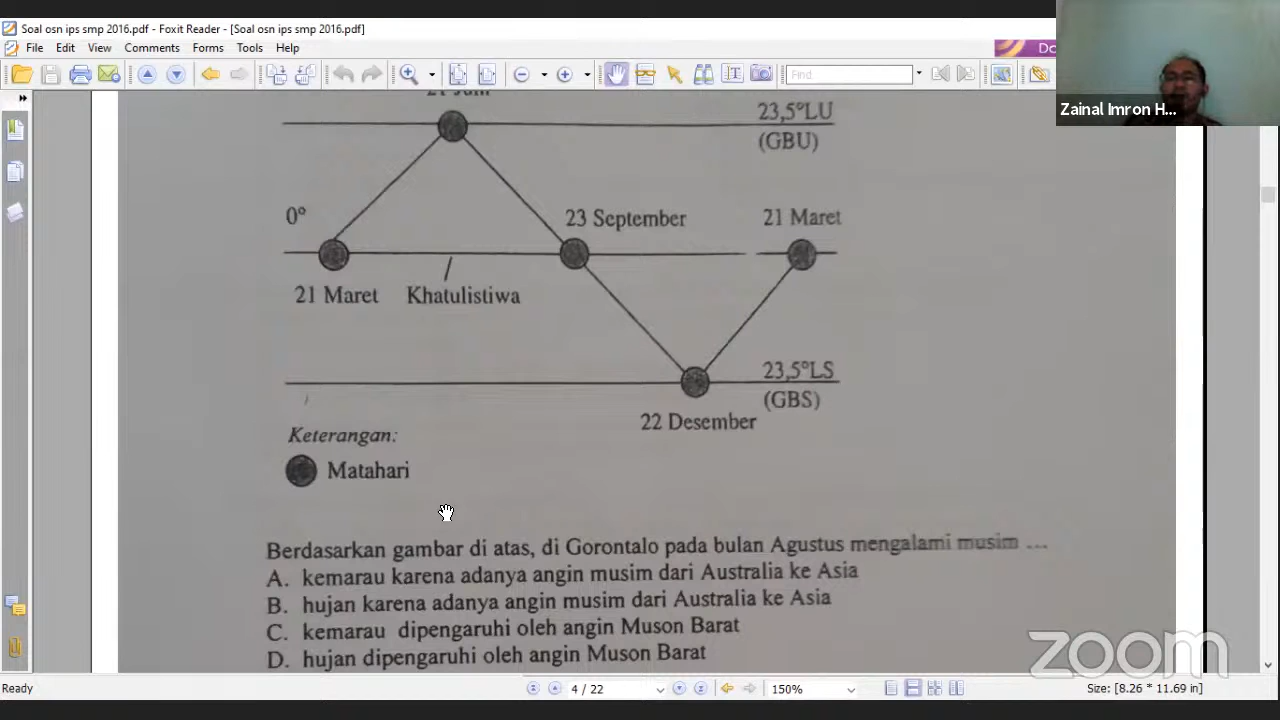 Soal osn ips smp 2016.pdf - Foxit Reader - [Soal osn ips smp 2016.pdf]
File Edit View Comments Forms Tools Help
Find
Zainal Imron H...
21 Juni
23,5°LU
(GBU)
0°
23 September
21 Maret
21 Maret
Khatulistiwa
23,5°LS
(GBS)
22 Desember
Keterangan:
Matahari
Berdasarkan gambar di atas, di Gorontalo pada bulan Agustus mengalami musim ...
A. kemarau karena adanya angin musim dari Australia ke Asia
B. hujan karena adanya angin musim dari Australia ke Asia
C. kemarau dipengaruhi oleh angin Muson Barat
D. hujan dipengaruhi oleh angin Muson Barat
zoom
Ready
4 / 22
150%
Size: [8.26 * 11.69 in]